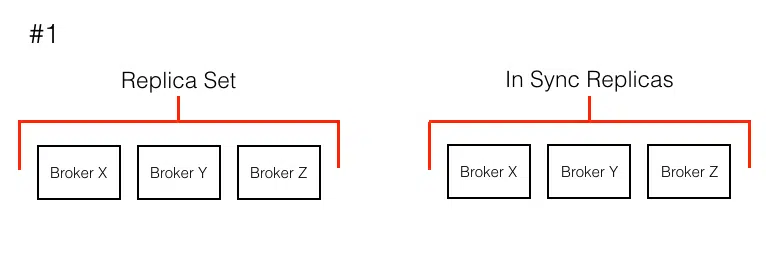 #1
Replica Set
In Sync Replicas
Broker X
Broker Y
Broker Z
Broker X
Broker Y
Broker Z